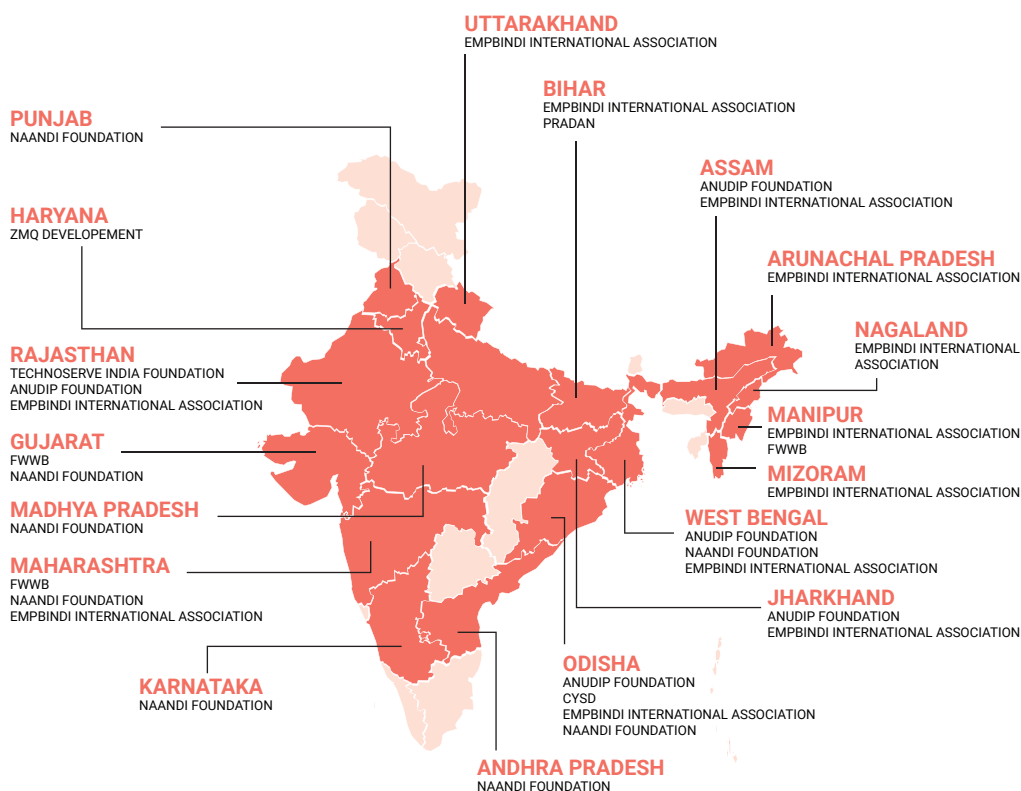 UTTARAKHAND
EMPBINDI INTERNATIONAL ASSOCIATION
BIHAR
EMPBINDI INTERNATIONAL ASSOCIATION
PRADAN
PUNJAB
NAANDI FOUNDATION
ASSAM
ANUDIP FOUNDATION
EMPBINDI INTERNATIONAL ASSOCIATION
HARYANA
ZMQ DEVELOPEMENT
ARUNACHAL PRADESH
EMPBINDI INTERNATIONAL ASSOCIATION
NAGALAND
EMPBINDI INTERNATIONAL
ASSOCIATION
RAJASTHAN
TECHNOSERVE INDIA FOUNDATION
ANUDIP FOUNDATION
EMPBINDI INTERNATIONAL ASSOCIATION
MANIPUR
EMPBINDI INTERNATIONAL ASSOCIATION
FWWB
GUJARAT
FWWB
NAANDI FOUNDATION
MIZORAM
EMPBINDI INTERNATIONAL ASSOCIATION
MADHYA PRADESH
NAANDI FOUNDATION
WEST BENGAL
ANUDIP FOUNDATION
NAANDI FOUNDATION
EMPBINDI INTERNATIONAL ASSOCIATION
MAHARASHTRA
FWWB
NAANDI FOUNDATION
EMPBINDI INTERNATIONAL ASSOCIATION
JHARKHAND
ANUDIP FOUNDATION
EMPBINDI INTERNATIONAL ASSOCIATION
ODISHA
ANUDIP FOUNDATION
CYSD
EMPBINDI INTERNATIONAL ASSOCIATION
NAANDI FOUNDATION
KARNATAKA
NAANDI FOUNDATION
ANDHRA PRADESH
NAANDI FOUNDATION